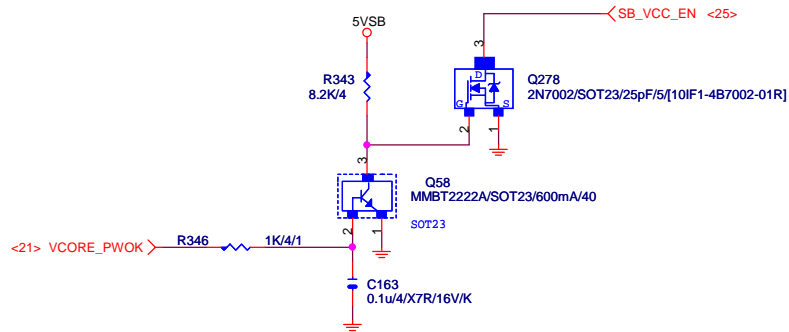 SB_VCC_EN <25>
5VSB
3
R343
8.2K/4
D
G
S
Q278
2N7002/SOT23/25pF/5/[10IF1-4B7002-01R]
2
1
3
Q58
MMBT2222A/SOT23/600mA/40
SOT23
2
1
<21> VCORE_PWOK
R346
1K/4/1
C163
0.1u/4/X7R/16V/K